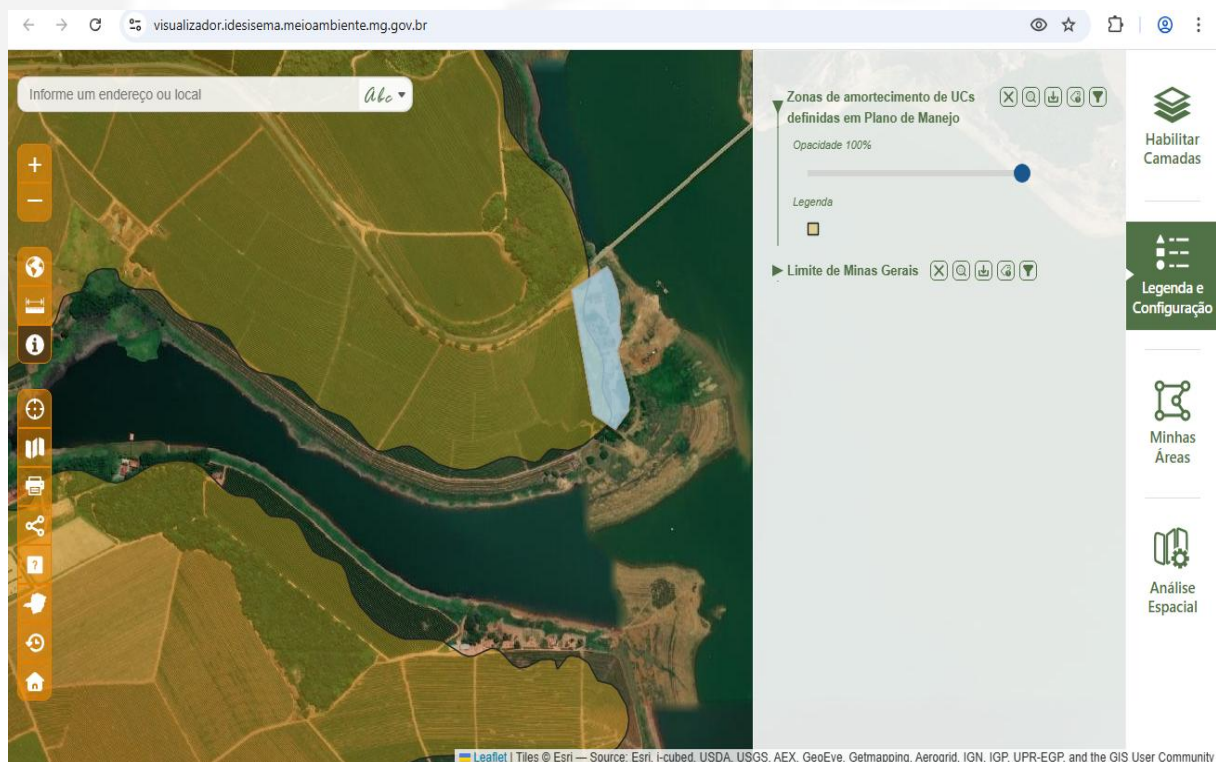 visualizador.idesisema.meioambiente.mg.gov.br
Informe um endereço ou local
Abc
Zonas de amortecimento de UCs
definidas em Plano de Manejo
Opacidade 100%
Legenda
Limite de Minas Gerais
Habilitar
Camadas
Legenda e
Configuração
Minhas
Áreas
Análise
Espacial
Leaflet | Tiles © Esri — Source: Esri, i-cubed, USDA, USGS, AEX, GeoEye, Getmapping, Aerogrid, IGN, IGP, UPR-EGP, and the GIS User Community